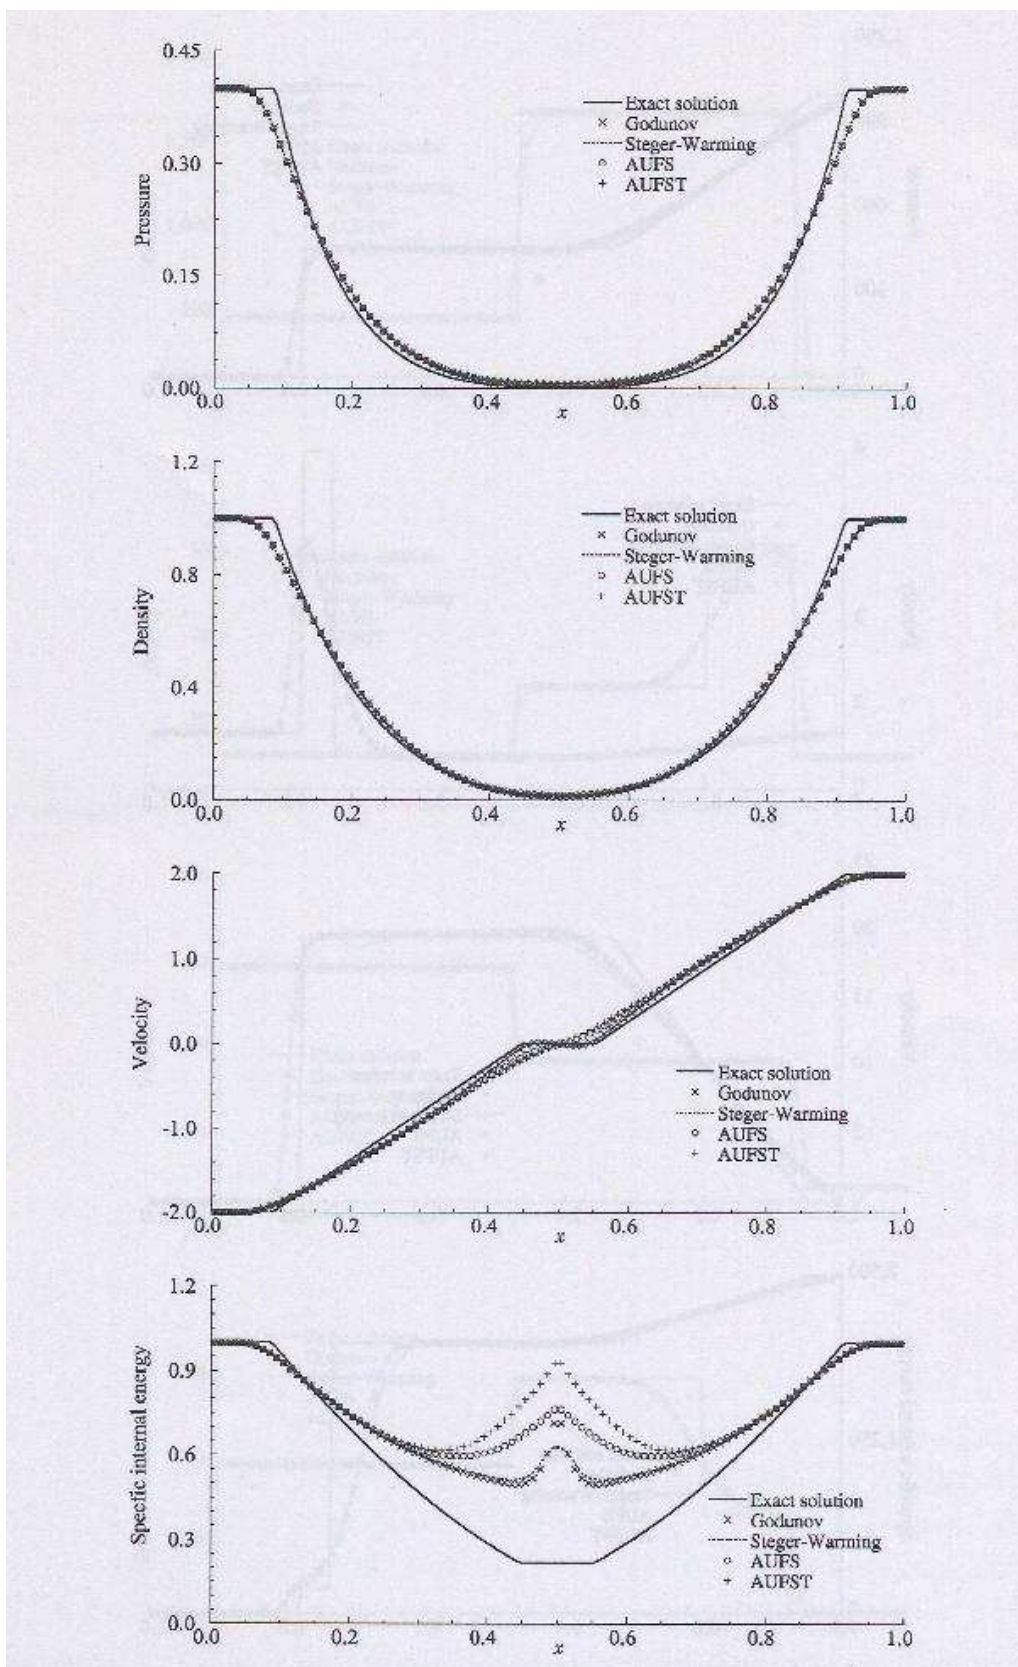 0.45
Exact solution
Godunov
Steger-Warming
AUFS
AUFST
0.30
Pressure
0.15
0.00
0.0 0.2 0.4 0.6 0.8 1.0
x
1.2
Exact solution
Godunov
Steger-Warming
AUFS
AUFST
0.8
Density
0.4
0.0
0.0 0.2 0.4 0.6 0.8 1.0
x
2.0
1.0
Velocity
0.0
Exact solution
Godunov
Steger-Warming
AUFS
AUFST
-1.0
-2.0
0.0 0.2 0.4 0.6 0.8 1.0
x
1.2
0.9
Specfic internal energy
0.6
Exact solution
Godunov
Steger-Warming
AUFS
AUFST
0.3
0.0
0.0 0.2 0.4 0.6 0.8 1.0
x